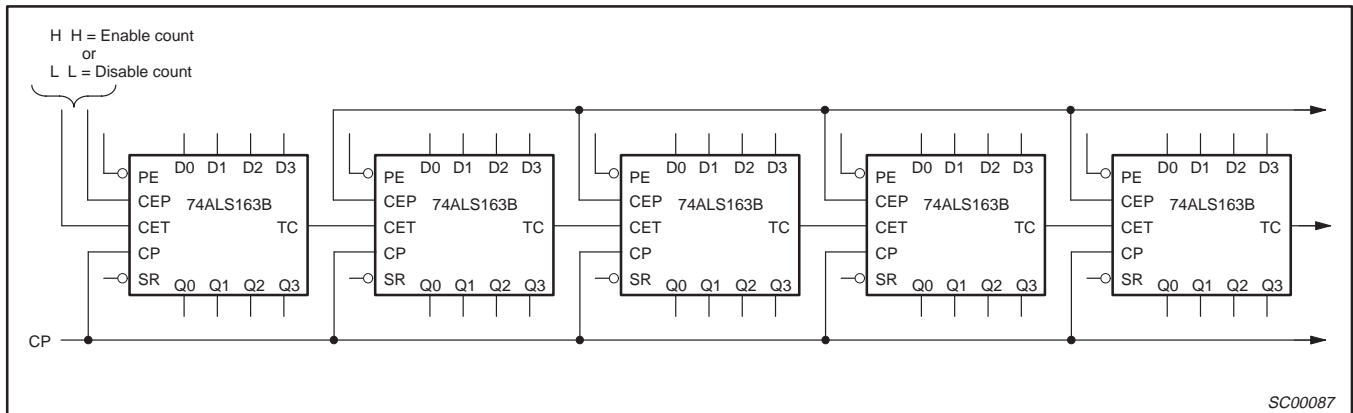 H H = Enable count
or
L L = Disable count
D0 D1 D2 D3
PE
CEP 74ALS163B
CET TC
CP
SR
Q0 Q1 Q2 Q3
D0 D1 D2 D3
PE
CEP 74ALS163B
CET TC
CP
SR
Q0 Q1 Q2 Q3
D0 D1 D2 D3
PE
CEP 74ALS163B
CET TC
CP
SR
Q0 Q1 Q2 Q3
D0 D1 D2 D3
PE
CEP 74ALS163B
CET TC
CP
SR
Q0 Q1 Q2 Q3
D0 D1 D2 D3
PE
CEP 74ALS163B
CET TC
CP
SR
Q0 Q1 Q2 Q3
CP
SC00087